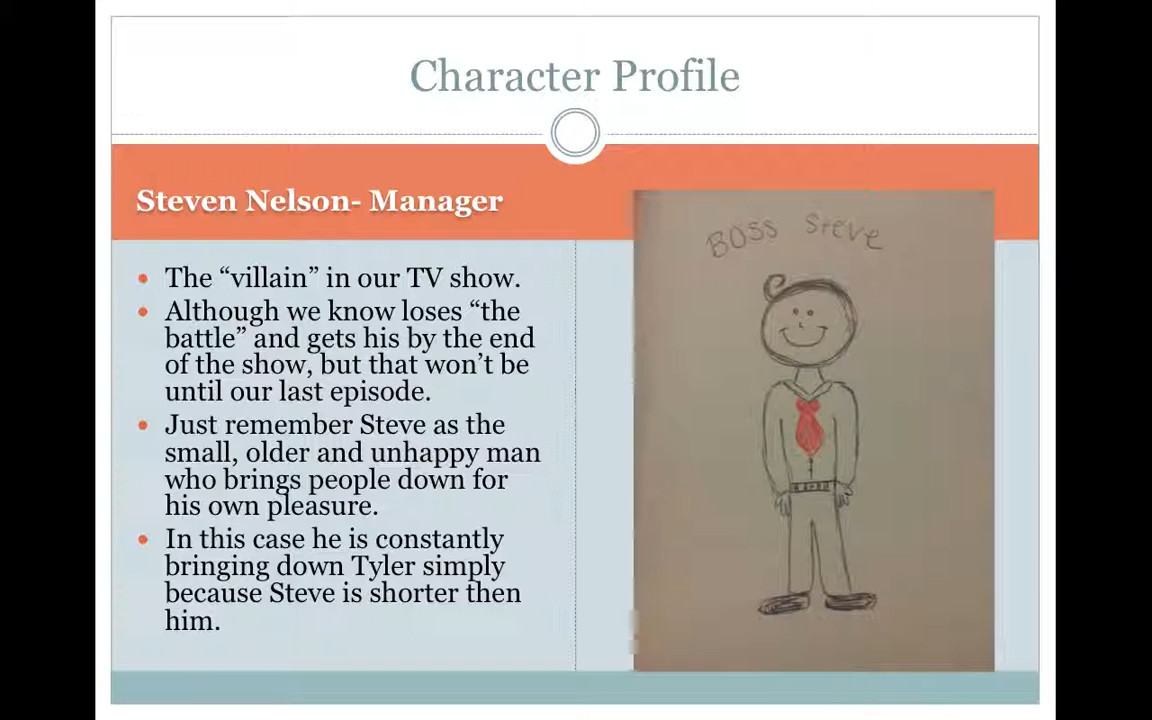 Character Profile
Steven Nelson- Manager
BOSS Steve
The “villain” in our TV show.
Although we know loses “the
battle” and gets his by the end
of the show, but that won’t be
until our last episode.
Just remember Steve as the
small, older and unhappy man
who brings people down for
his own pleasure.
In this case he is constantly
bringing down Tyler simply
because Steve is shorter then
him.